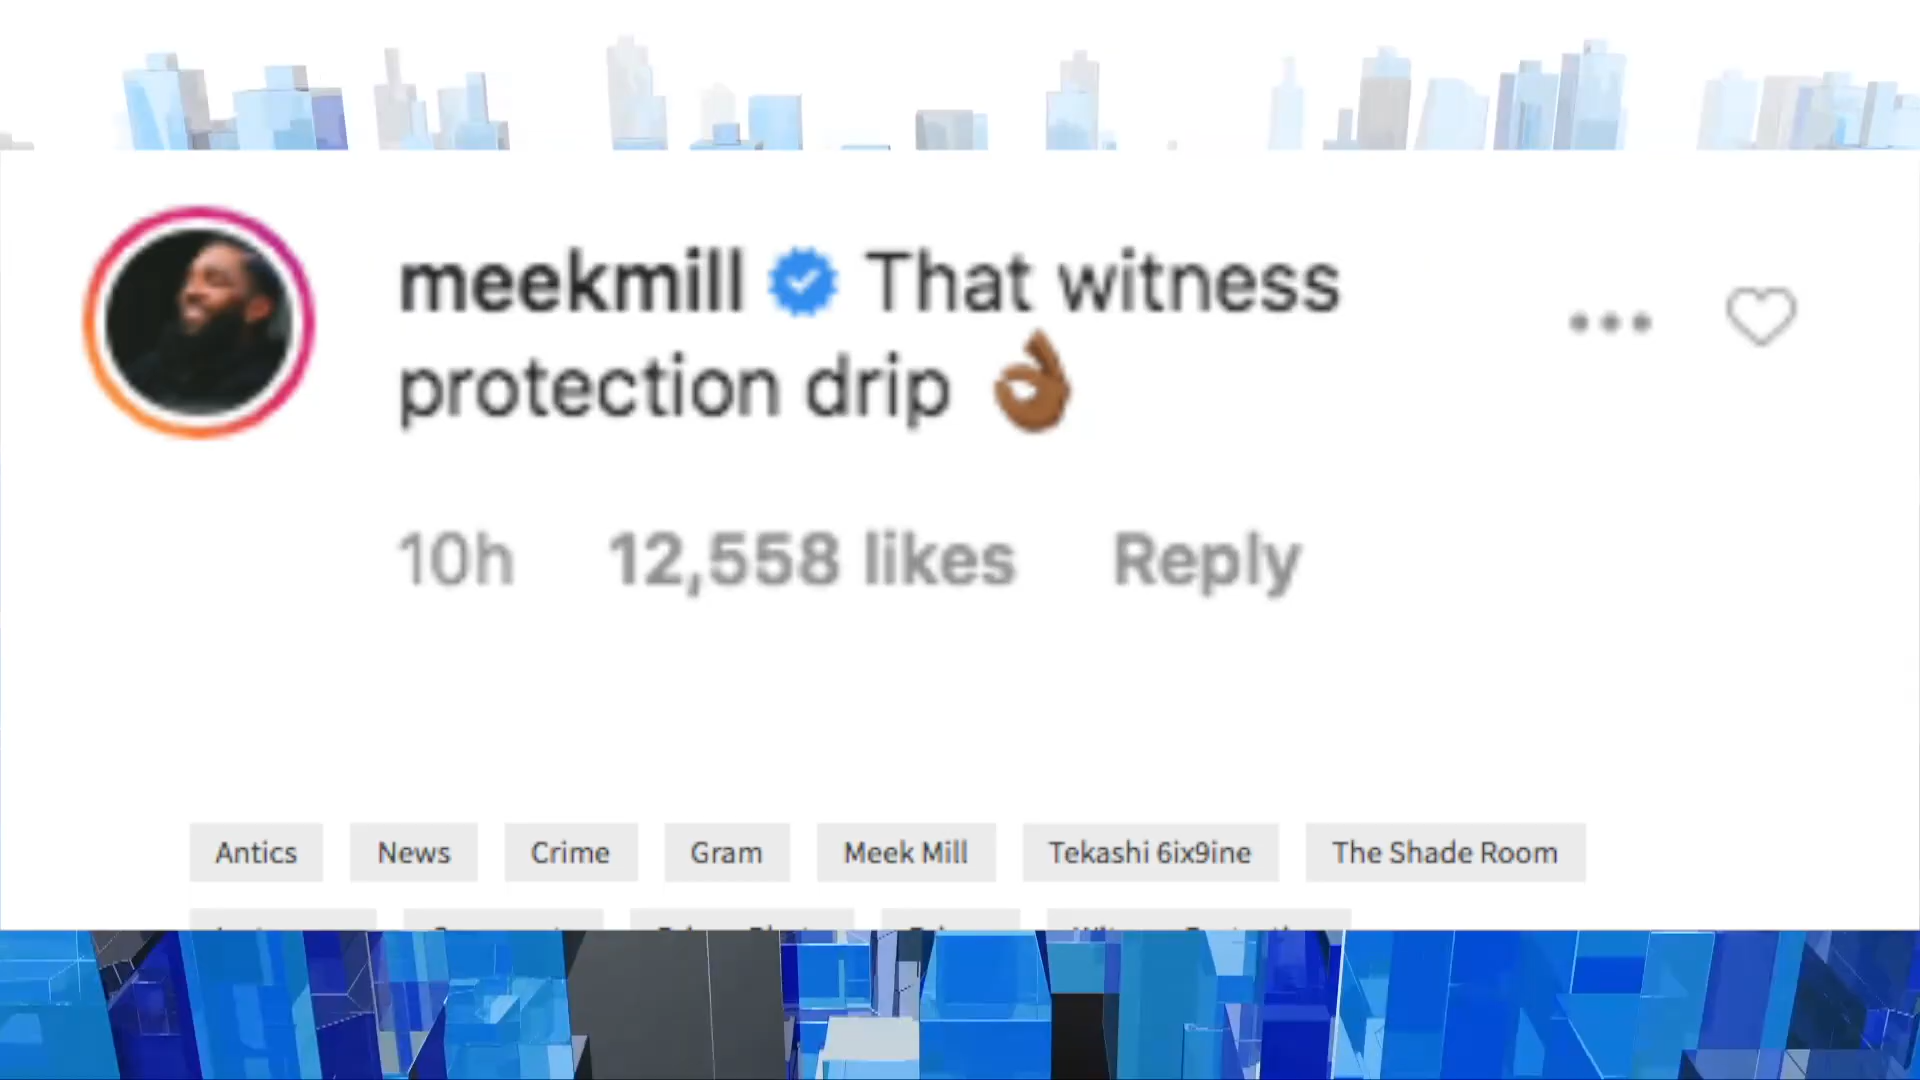 meekmill That witness
protection drip 👌🏾
10h 12,558 likes Reply
Antics News Crime Gram Meek Mill Tekashi 6ix9ine The Shade Room